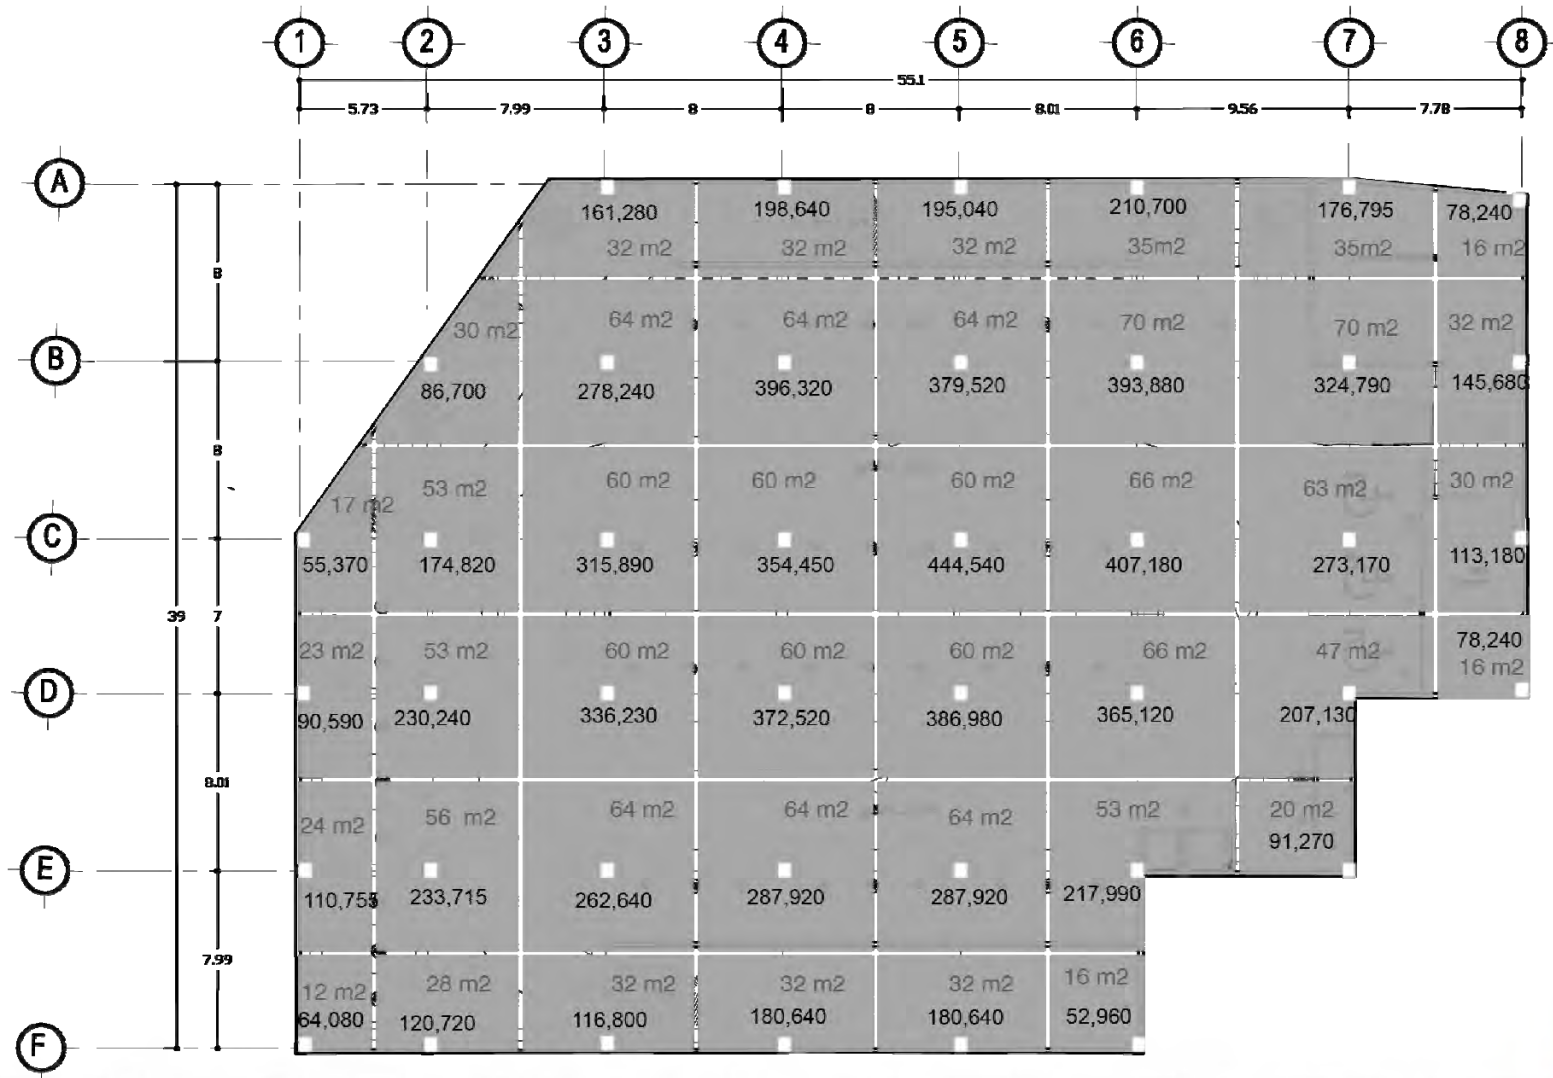 1 2 3 4 5 6 7 8
55.1
5.73 7.99 8 8 8.01 9.56 7.78
A
161,280 198,640 195,040 210,700 176,795 78,240
32 m2 32 m2 32 m2 35m2 35m2 16 m2
8
30 m2 64 m2 64 m2 64 m2 70 m2 70 m2 32 m2
B
86,700 278,240 396,320 379,520 393,880 324,790 145,680
8
17 m2 53 m2 60 m2 60 m2 60 m2 66 m2 63 m2 30 m2
C
55,370 174,820 315,890 354,450 444,540 407,180 273,170 113,180
39 7
23 m2 53 m2 60 m2 60 m2 60 m2 66 m2 47 m2 78,240
16 m2
D
90,590 230,240 336,230 372,520 386,980 365,120 207,130
8.01
24 m2 56 m2 64 m2 64 m2 64 m2 53 m2 20 m2
91,270
E
110,755 233,715 262,640 287,920 287,920 217,990
7.99
12 m2 28 m2 32 m2 32 m2 32 m2 16 m2
64,080 120,720 116,800 180,640 180,640 52,960
F